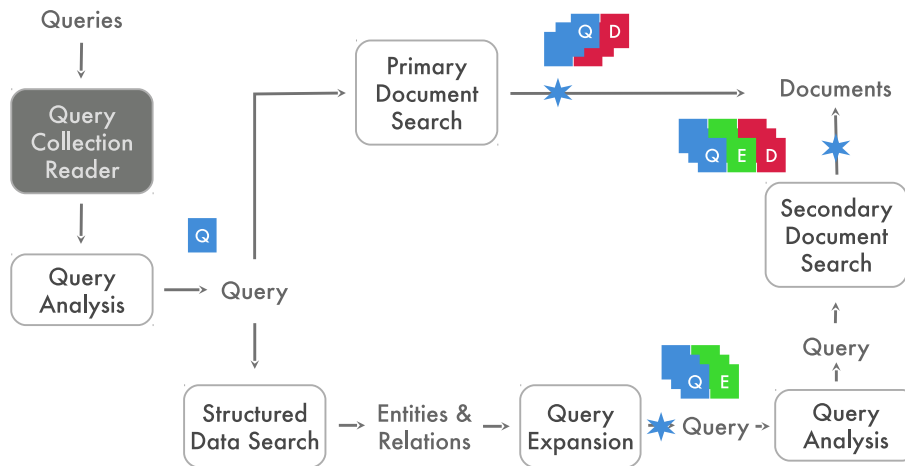 Queries
Query
Collection
Reader
Query
Analysis
Q
Query
Primary
Document
Search
Q D
Documents
Q E D
Secondary
Document
Search
Structured
Data Search
Entities &
Relations
Query
Expansion
Q E
Query
Query
Analysis
Query